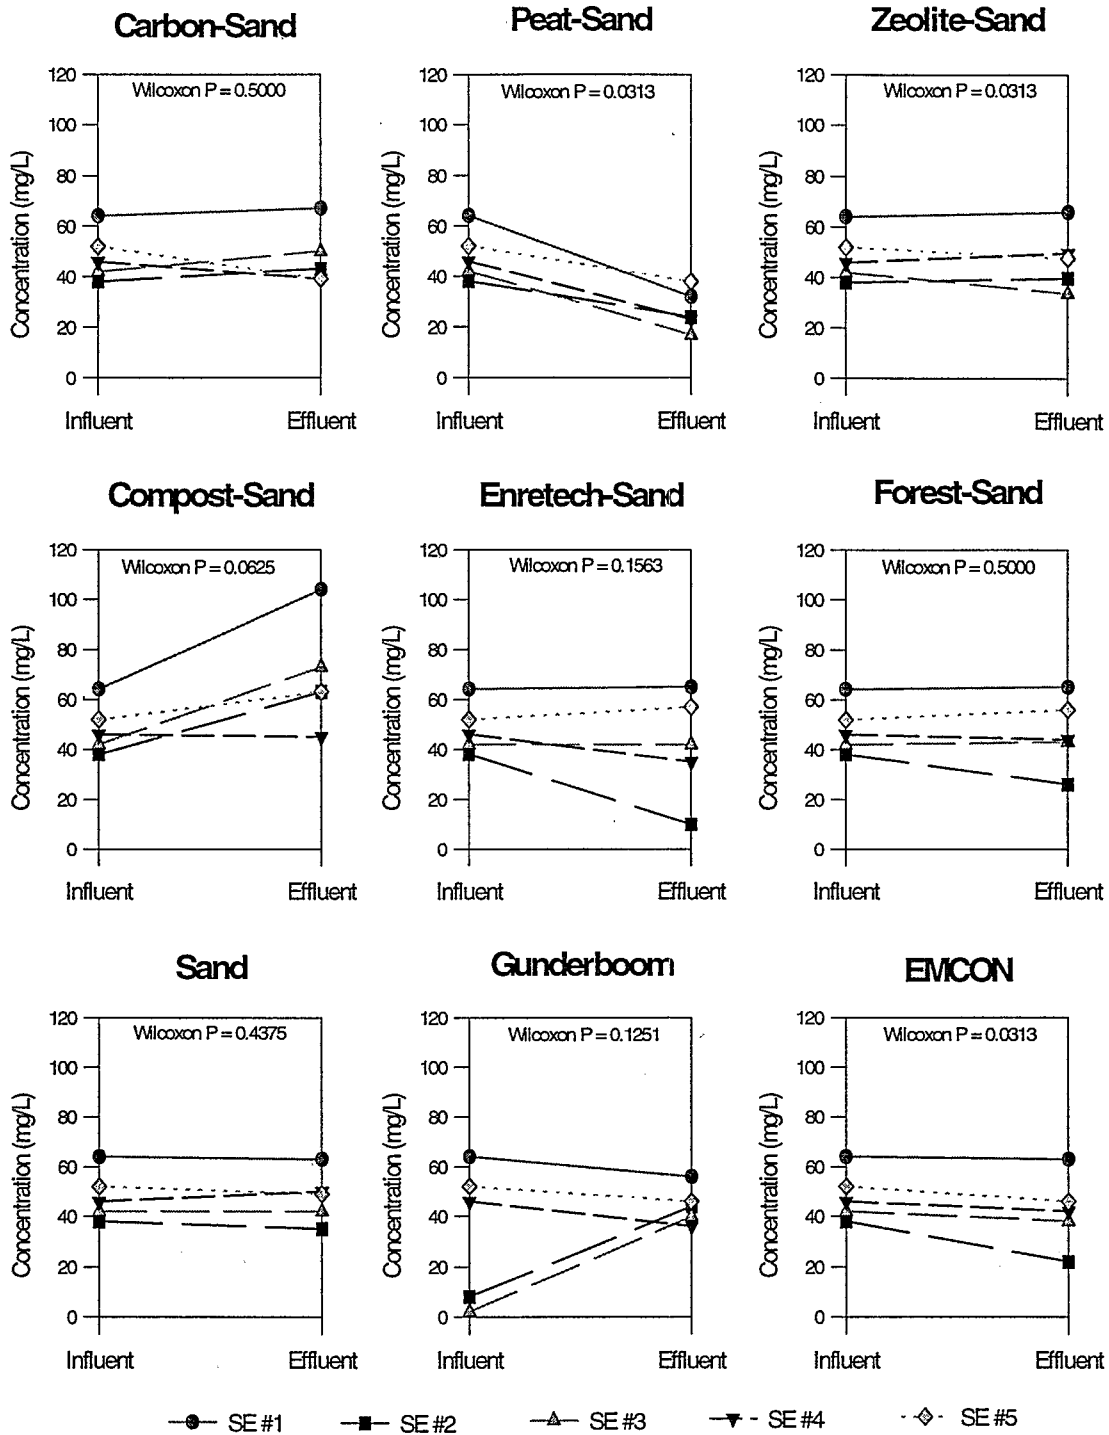 Carbon-Sand
Peat-Sand
Zeolite-Sand
120
100
80
60
40
20
0
Concentration (mg/L)
Wilcoxon P = 0.5000
Influent
Effluent
120
100
80
60
40
20
0
Concentration (mg/L)
Wilcoxon P = 0.0313
Influent
Effluent
120
100
80
60
40
20
0
Concentration (mg/L)
Wilcoxon P = 0.0313
Influent
Effluent
Compost-Sand
Enretech-Sand
Forest-Sand
120
100
80
60
40
20
0
Concentration (mg/L)
Wilcoxon P = 0.0625
Influent
Effluent
120
100
80
60
40
20
0
Concentration (mg/L)
Wilcoxon P = 0.1563
Influent
Effluent
120
100
80
60
40
20
0
Concentration (mg/L)
Wilcoxon P = 0.5000
Influent
Effluent
Sand
Gunderboom
EMCON
120
100
80
60
40
20
0
Concentration (mg/L)
Wilcoxon P = 0.4375
Influent
Effluent
120
100
80
60
40
20
0
Concentration (mg/L)
Wilcoxon P = 0.1251
Influent
Effluent
120
100
80
60
40
20
0
Concentration (mg/L)
Wilcoxon P = 0.0313
Influent
Effluent
SE #1
SE #2
SE #3
SE #4
SE #5